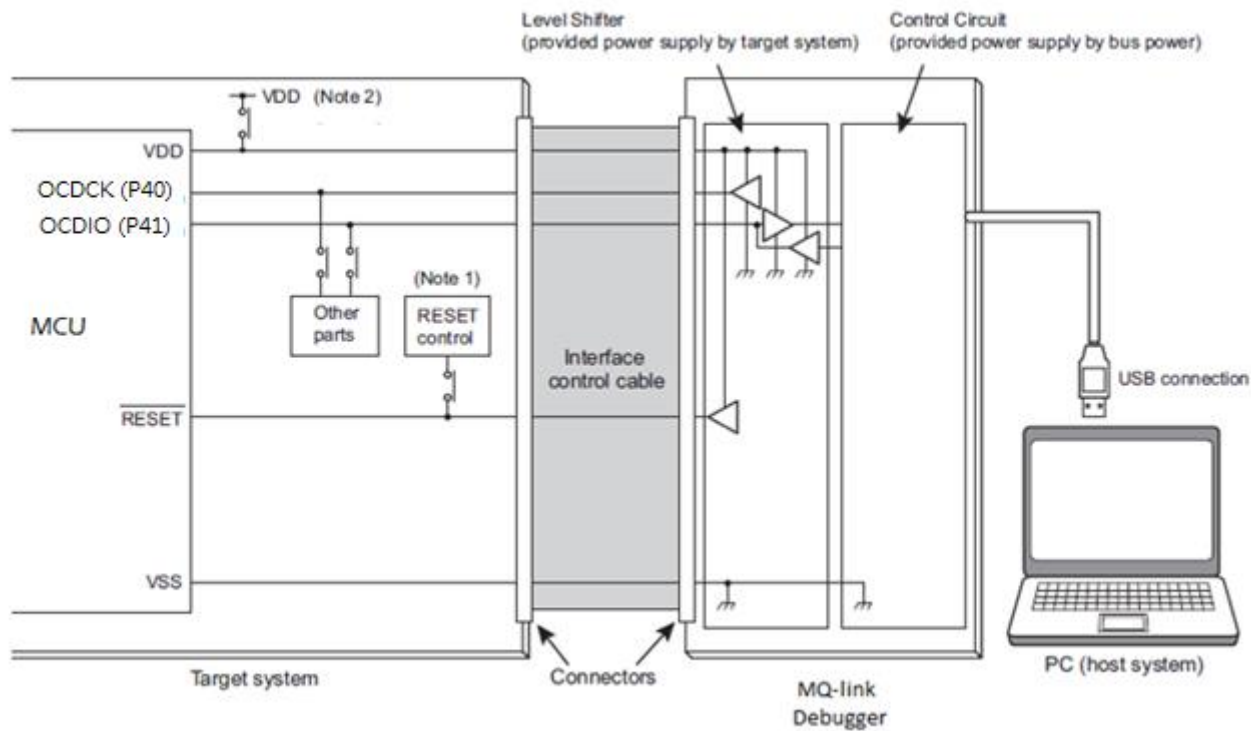 Level Shifter
(provided power supply by target system)
Control Circuit
(provided power supply by bus power)
VDD (Note 2)
VDD
OCDCK (P40)
OCDIO (P41)
(Note 1)
Other
parts
RESET
control
MCU
Interface
control cable
USB connection
RESET
VSS
Target system
Connectors
MQ-link
Debugger
PC (host system)